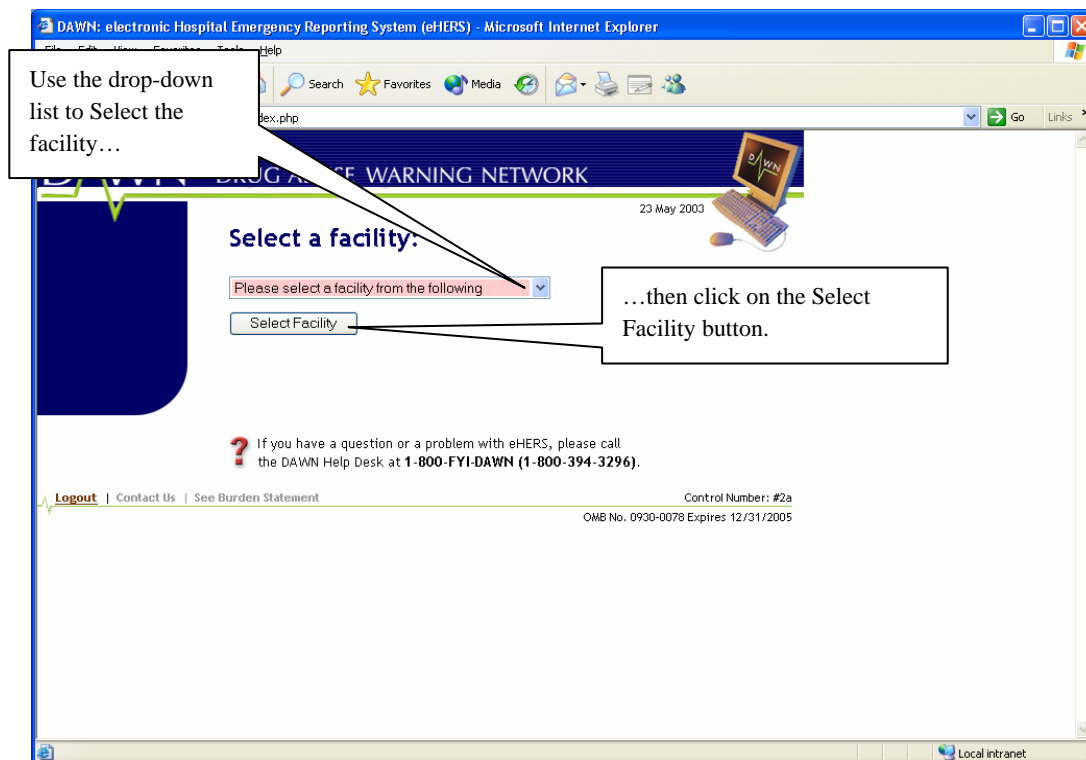 DAWN: electronic Hospital Emergency Reporting System (eHERS) - Microsoft Internet Explorer
Help
Use the drop-down
list to Select the
facility…
Search Favorites Media
dex.php
Go Links
WARNING NETWORK
DAWN
23 May 2003
Select a facility:
Please select a facility from the following
Select Facility
…then click on the Select
Facility button.
If you have a question or a problem with eHERS, please call
the DAWN Help Desk at 1-800-FYI-DAWN (1-800-394-3296).
Logout | Contact Us | See Burden Statement
Control Number: #2a
OMB No. 0930-0078 Expires 12/31/2005
Local intranet